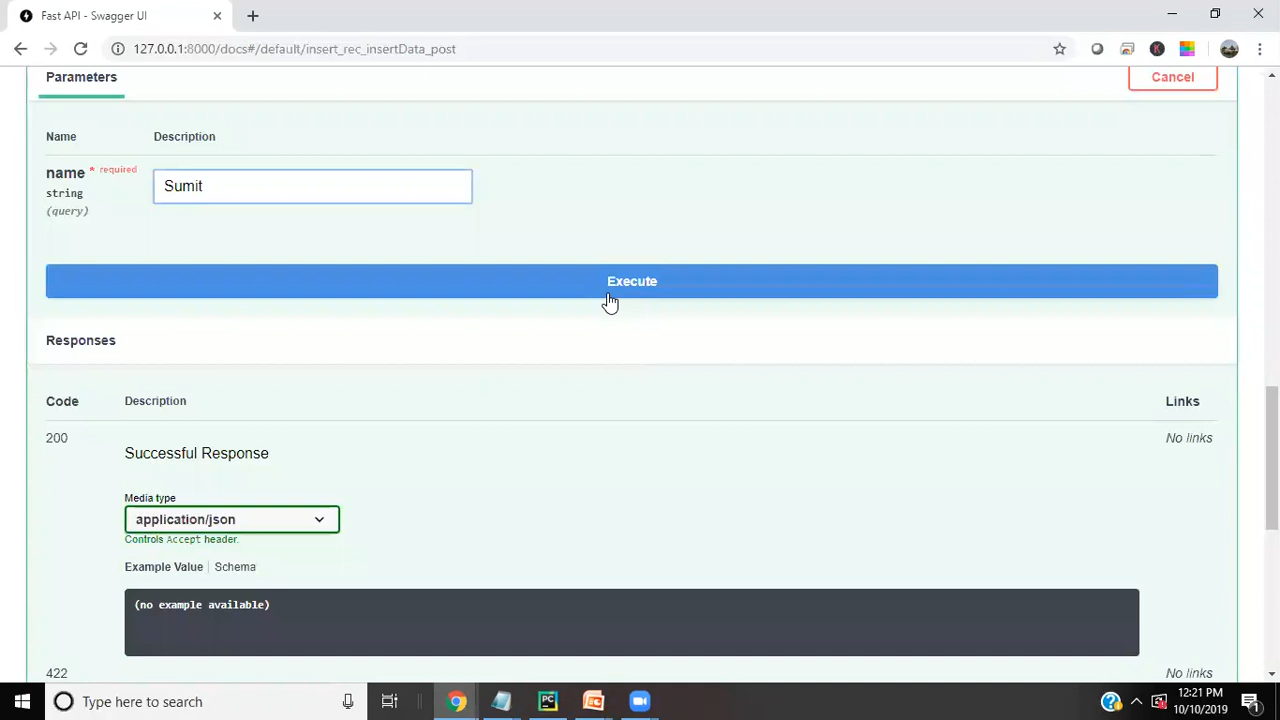 Fast API - Swagger UI
127.0.0.1:8000/docs#/default/insert_rec_insertData_post
Parameters
Cancel
Name
Description
name * required
string
(query)
Sumit
Execute
Responses
Code
Description
Links
200
No links
Successful Response
Media type
application/json
Controls Accept header.
Example Value
Schema
(no example available)
422
No links
Type here to search
PC
12:21 PM
10/10/2019